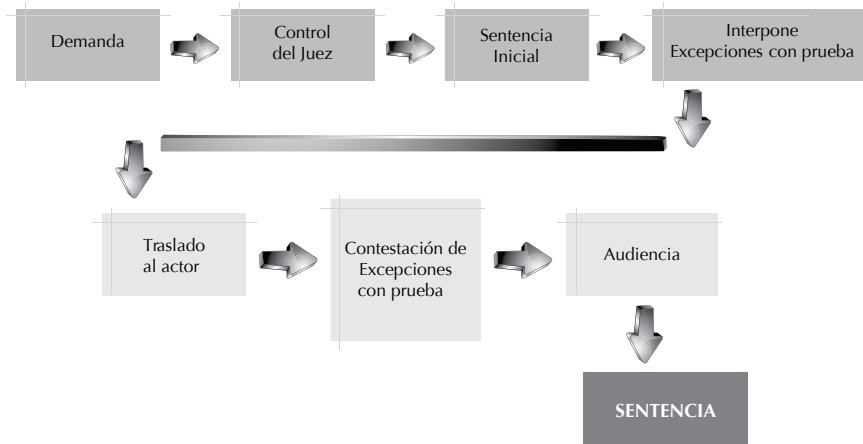 Demanda
Control
del Juez
Sentencia
Inicial
Interpone
Excepciones con prueba
Traslado
al actor
Contestación de
Excepciones
con prueba
Audiencia
SENTENCIA